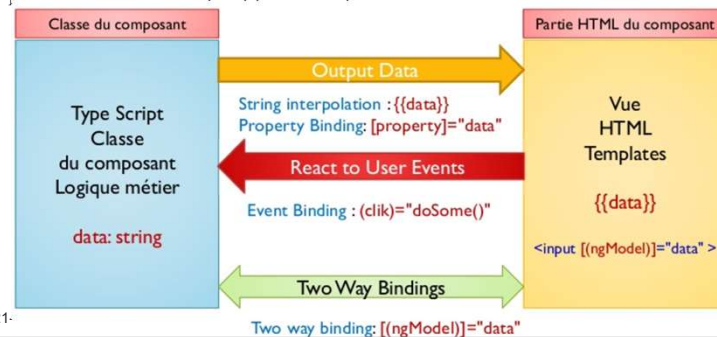 Classe du composant
Partie HTML du composant
Output Data
String interpolation : {{data}}
Property Binding: [property]="data"
Type Script
Classe
du composant
Logique métier
data: string
Vue
HTML
Templates
{{data}}
<input [(ngModel)]="data" >
React to User Events
Event Binding : (clik)="doSome()"
Two Way Bindings
Two way binding: [(ngModel)]="data"